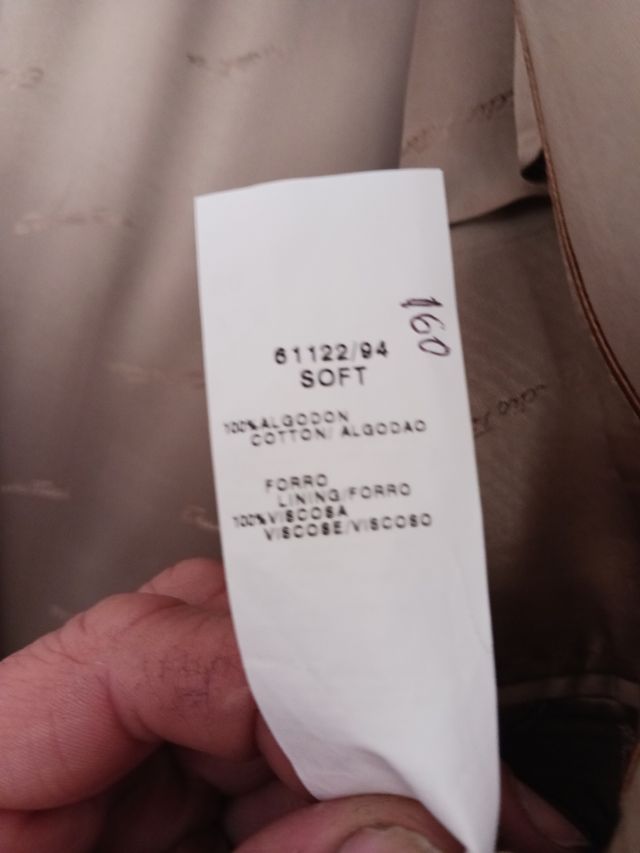 160
61122/94
SOFT
100%ALGODON
COTTON/ ALGODAO
FORRO
LINING/FORRO
100%VISCOSA
VISCOSE/VISCOSO